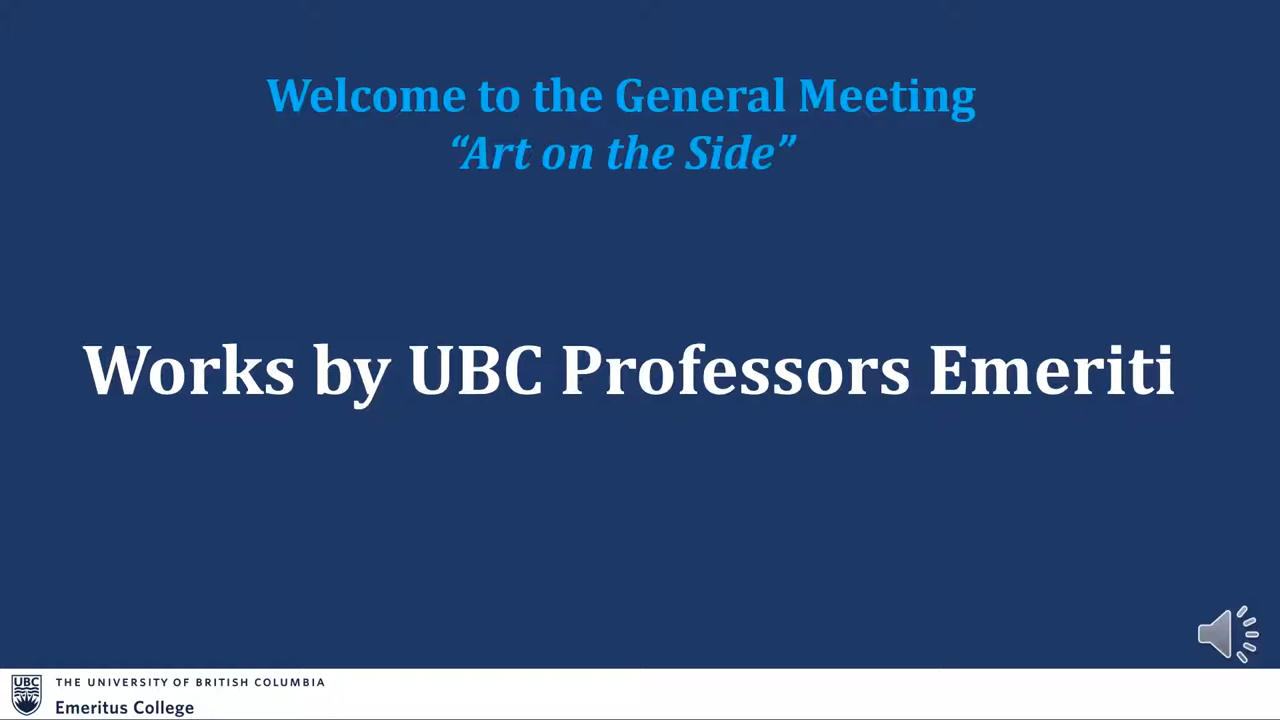 Welcome to the General Meeting
“Art on the Side”
Works by UBC Professors Emeriti
UBC
THE UNIVERSITY OF BRITISH COLUMBIA
Emeritus College